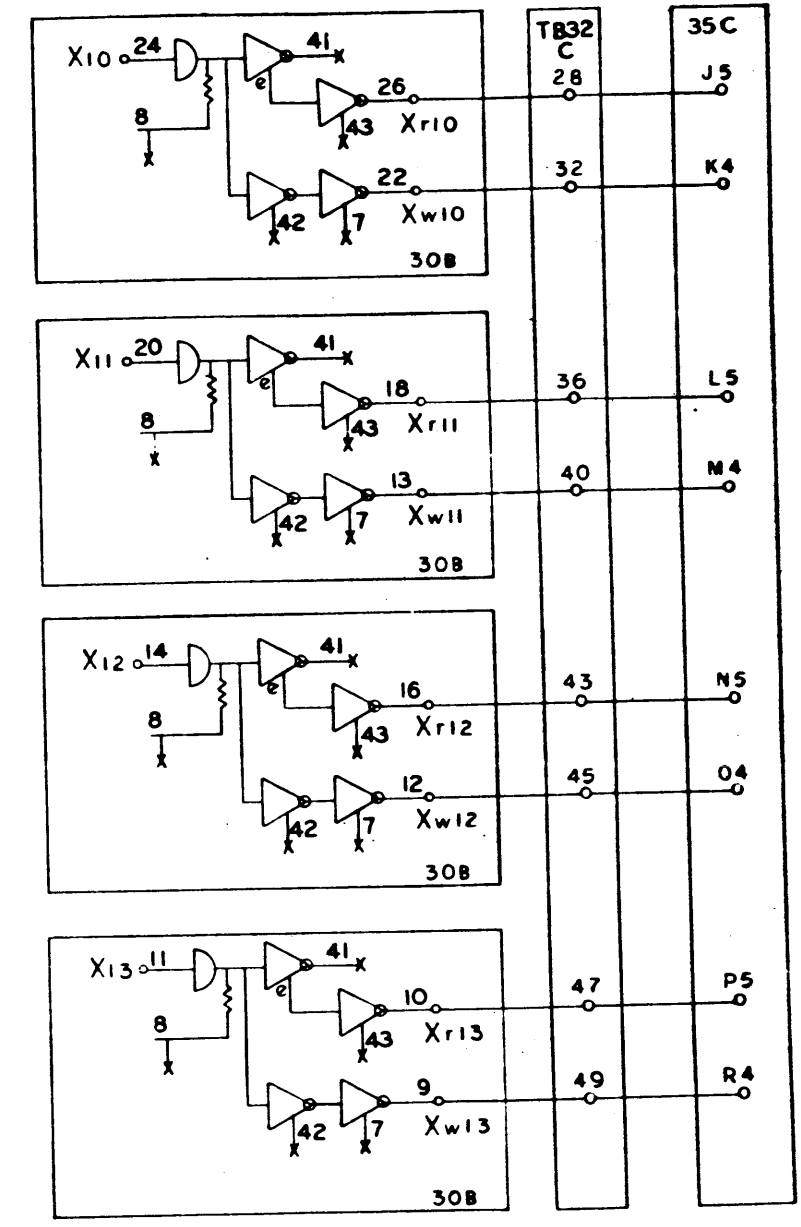 TB32 35C
C
X10 24 41 28 J5
e 26
8 43 Xr10
22 32 K4
42 7 Xw10
30B
X11 20 41
e 18 36 L5
8 43 Xr11
13 40 M4
42 7 Xw11
30B
X12 14 41
e 16 43 N5
8 43 Xr12
12 45 O4
42 7 Xw12
30B
X13 11 41
e 10 47 P5
8 43 Xr13
9 49 R4
42 7 Xw13
30B